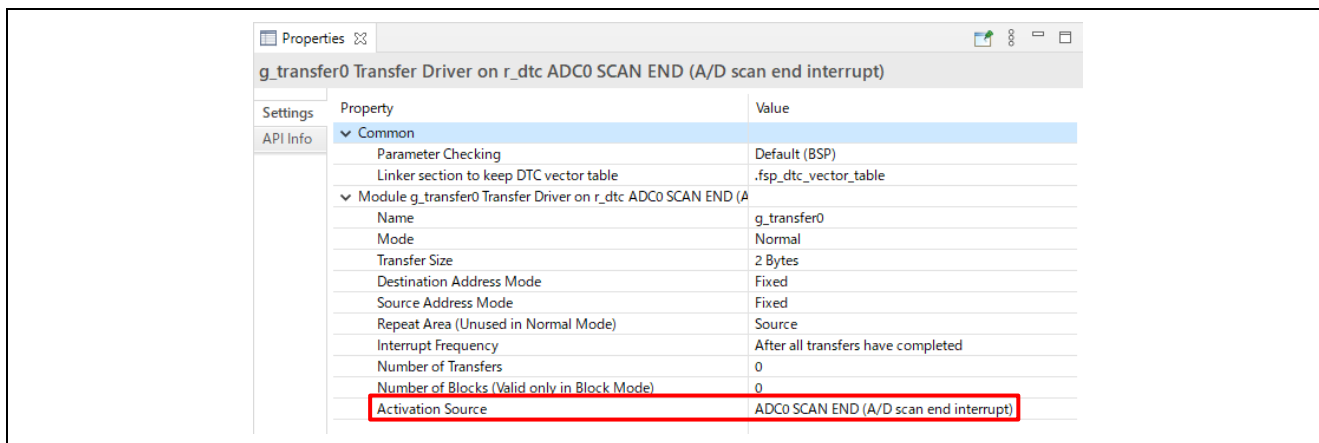 Properties
g_transfer0 Transfer Driver on r_dtc ADC0 SCAN END (A/D scan end interrupt)
Settings
API Info
Property Value
Common
Parameter Checking Default (BSP)
Linker section to keep DTC vector table .fsp_dtc_vector_table
Module g_transfer0 Transfer Driver on r_dtc ADC0 SCAN END (A
Name g_transfer0
Mode Normal
Transfer Size 2 Bytes
Destination Address Mode Fixed
Source Address Mode Fixed
Repeat Area (Unused in Normal Mode) Source
Interrupt Frequency After all transfers have completed
Number of Transfers 0
Number of Blocks (Valid only in Block Mode) 0
Activation Source ADC0 SCAN END (A/D scan end interrupt)